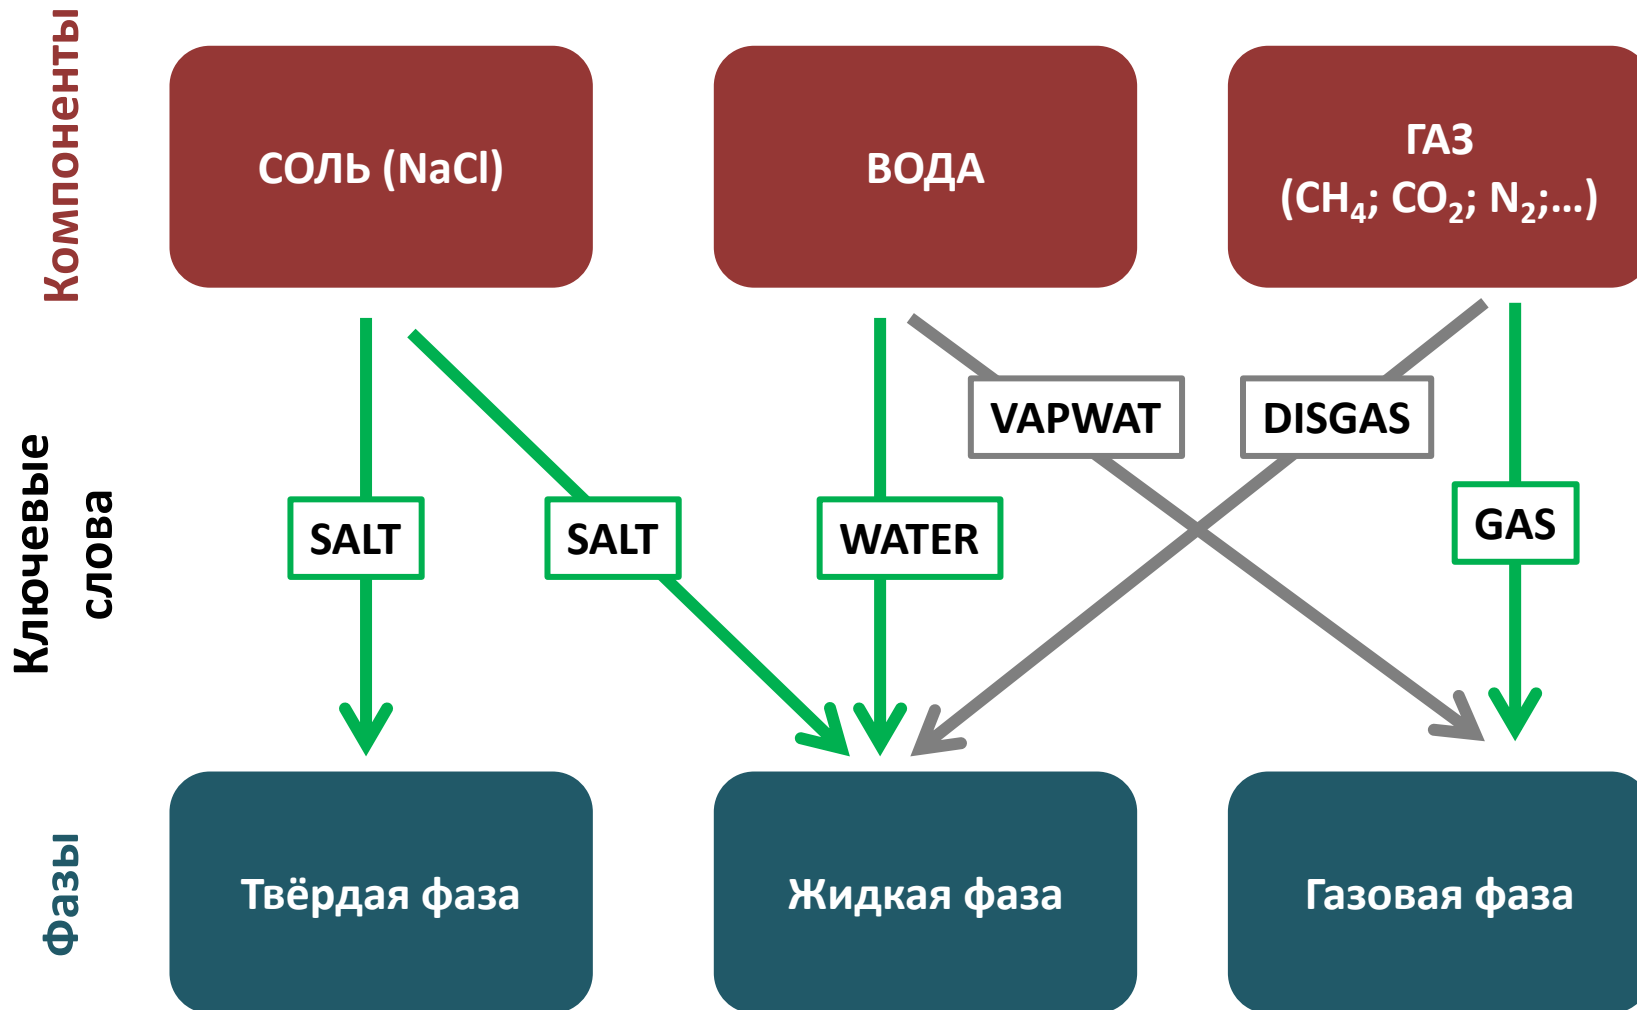 Компоненты
СОЛЬ (NaCl)
ВОДА
ГАЗ
(CH₄; CO₂; N₂;...)
Ключевые
слова
VAPWAT
DISGAS
SALT
SALT
WATER
GAS
Фазы
Твёрдая фаза
Жидкая фаза
Газовая фаза